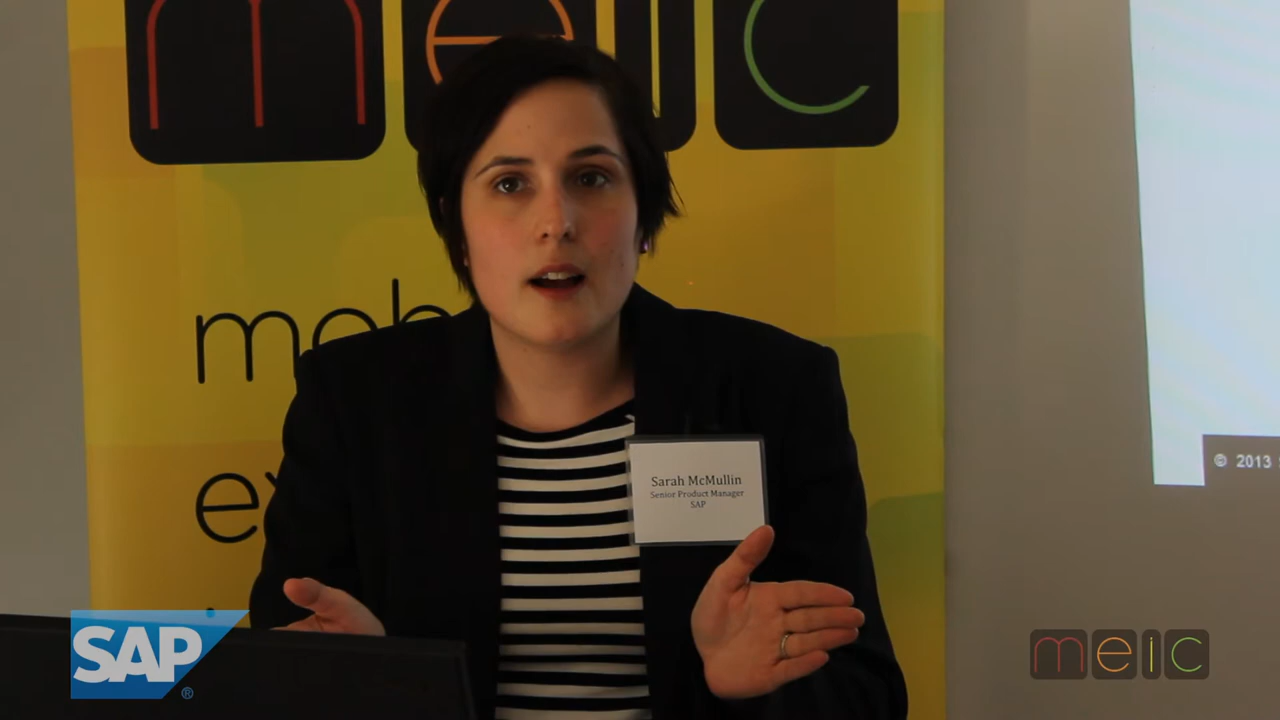 meic
mob
ex
Sarah McMullin
Senior Product Manager
SAP
© 2013
SAP
®
meic